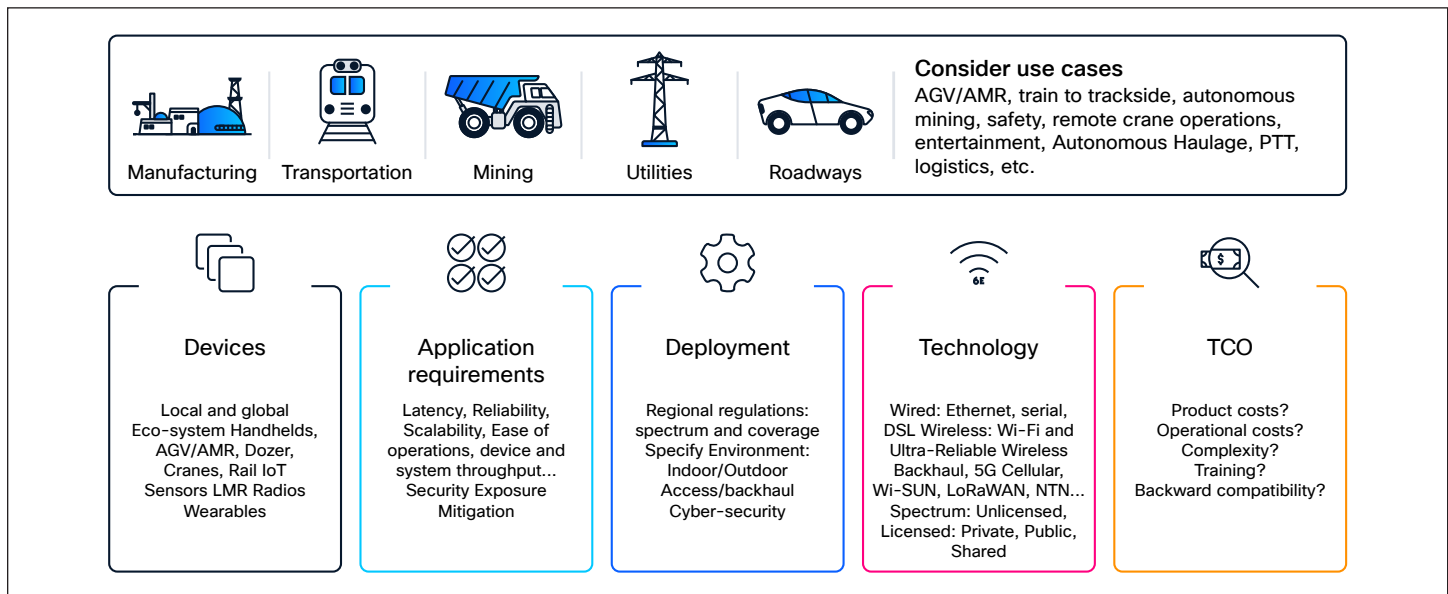 Consider use cases
AGV/AMR, train to trackside, autonomous
mining, safety, remote crane operations,
entertainment, Autonomous Haulage, PTT,
logistics, etc.
Manufacturing
Transportation
Mining
Utilities
Roadways
Devices
Local and global
Eco-system Handhelds,
AGV/AMR, Dozer,
Cranes, Rail IoT
Sensors LMR Radios
Wearables
Application
requirements
Latency, Reliability,
Scalability, Ease of
operations, device and
system throughput...
Security Exposure
Mitigation
Deployment
Regional regulations:
spectrum and coverage
Specify Environment:
Indoor/Outdoor
Access/backhaul
Cyber-security
6E
Technology
Wired: Ethernet, serial,
DSL Wireless: Wi-Fi and
Ultra-Reliable Wireless
Backhaul, 5G Cellular,
Wi-SUN, LoRaWAN, NTN...
Spectrum: Unlicensed,
Licensed: Private, Public,
Shared
$
TCO
Product costs?
Operational costs?
Complexity?
Training?
Backward compatibility?